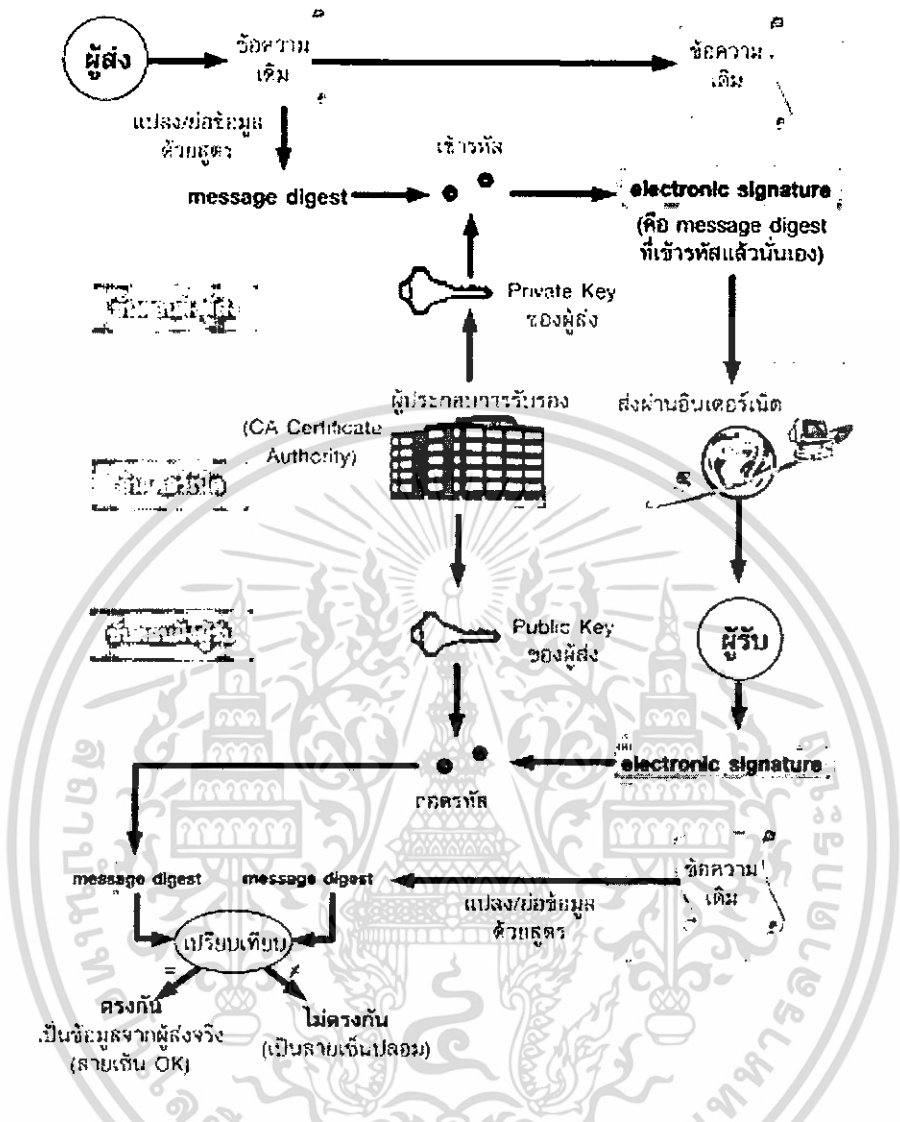 ผู้ส่ง
ข้อความ
เดิม
ข้อความ
เดิม
แปลง/ย่อข้อมูล
ด้วยสูตร
เข้ารหัส
message digest
electronic signature
(คือ message digest
ที่เข้ารหัสแล้วนั่นเอง)
Private Key
ของผู้ส่ง
ผู้ประกอบการรับรอง
(CA Certificate
Authority)
ส่งผ่านอินเตอร์เน็ต
Public Key
ของผู้ส่ง
ผู้รับ
electronic signature
ถอดรหัส
message digest
message digest
ข้อความ
เดิม
แปลง/ย่อข้อมูล
ด้วยสูตร
เปรียบเทียบ
=
≠
ตรงกัน
เป็นข้อมูลจากผู้ส่งจริง
(ลายเซ็น OK)
ไม่ตรงกัน
(เป็นลายเซ็นปลอม)